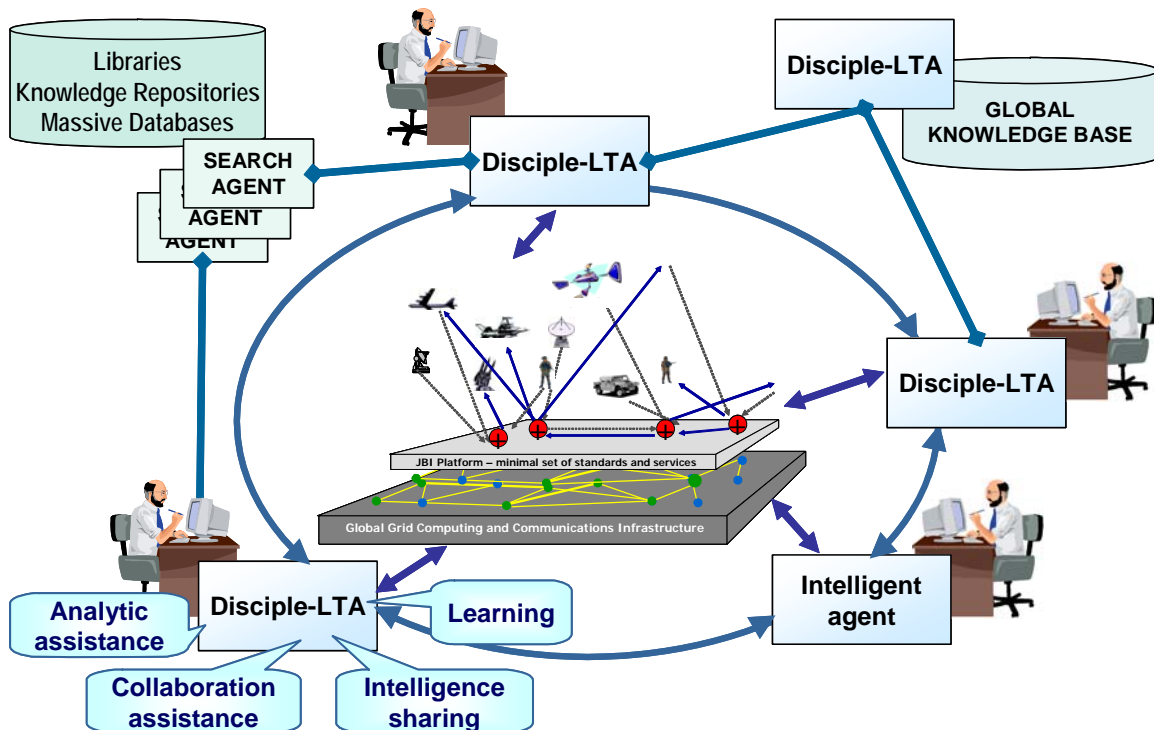 Libraries
Knowledge Repositories
Massive Databases
SEARCH
AGENT
AGENT
AGENT
Disciple-LTA
Disciple-LTA
GLOBAL
KNOWLEDGE BASE
Disciple-LTA
JBI Platform – minimal set of standards and services
Global Grid Computing and Communications Infrastructure
Intelligent
agent
Disciple-LTA
Analytic
assistance
Learning
Collaboration
assistance
Intelligence
sharing